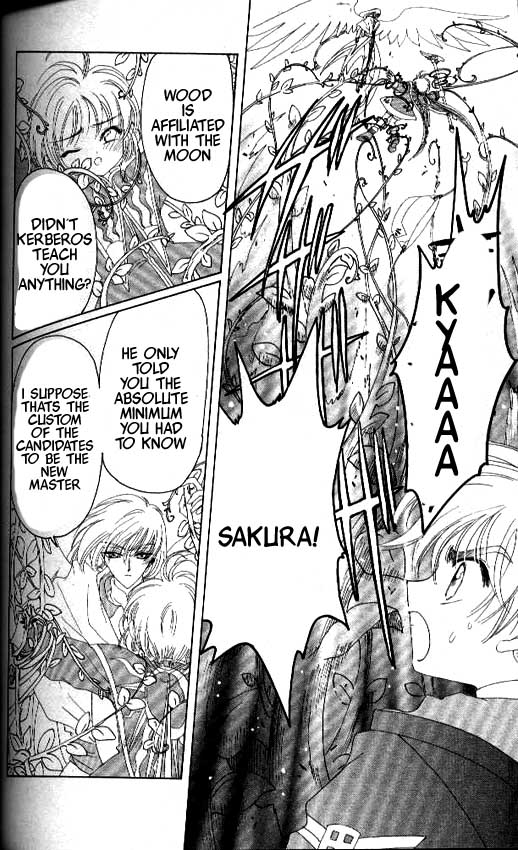 KYAAAA
SAKURA!
WOOD IS
AFFILIATED
WITH THE
MOON
DIDN'T
KERBEROS
TEACH
YOU
ANYTHING?
HE ONLY
TOLD
YOU THE
ABSOLUTE
MINIMUM
YOU HAD
TO KNOW
I SUPPOSE
THATS THE
CUSTOM
OF THE
CANDIDATES
TO BE THE
NEW
MASTER